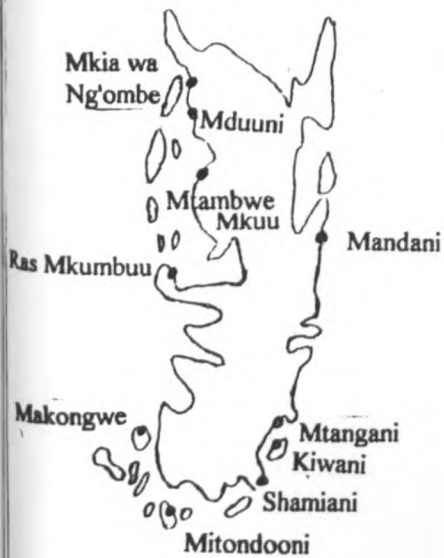 Mkia wa
Ng'ombe
Mduuni
Mtambwe
Mkuu
Mandani
Ras Mkumbuu
Makongwe
Mtangani
Kiwani
Shamiani
Mitondooni